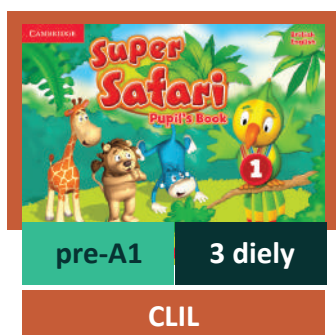 CAMBRIDGE
British English
Super
Safari
Pupil's Book
1
pre-A1
3 diely
CLIL